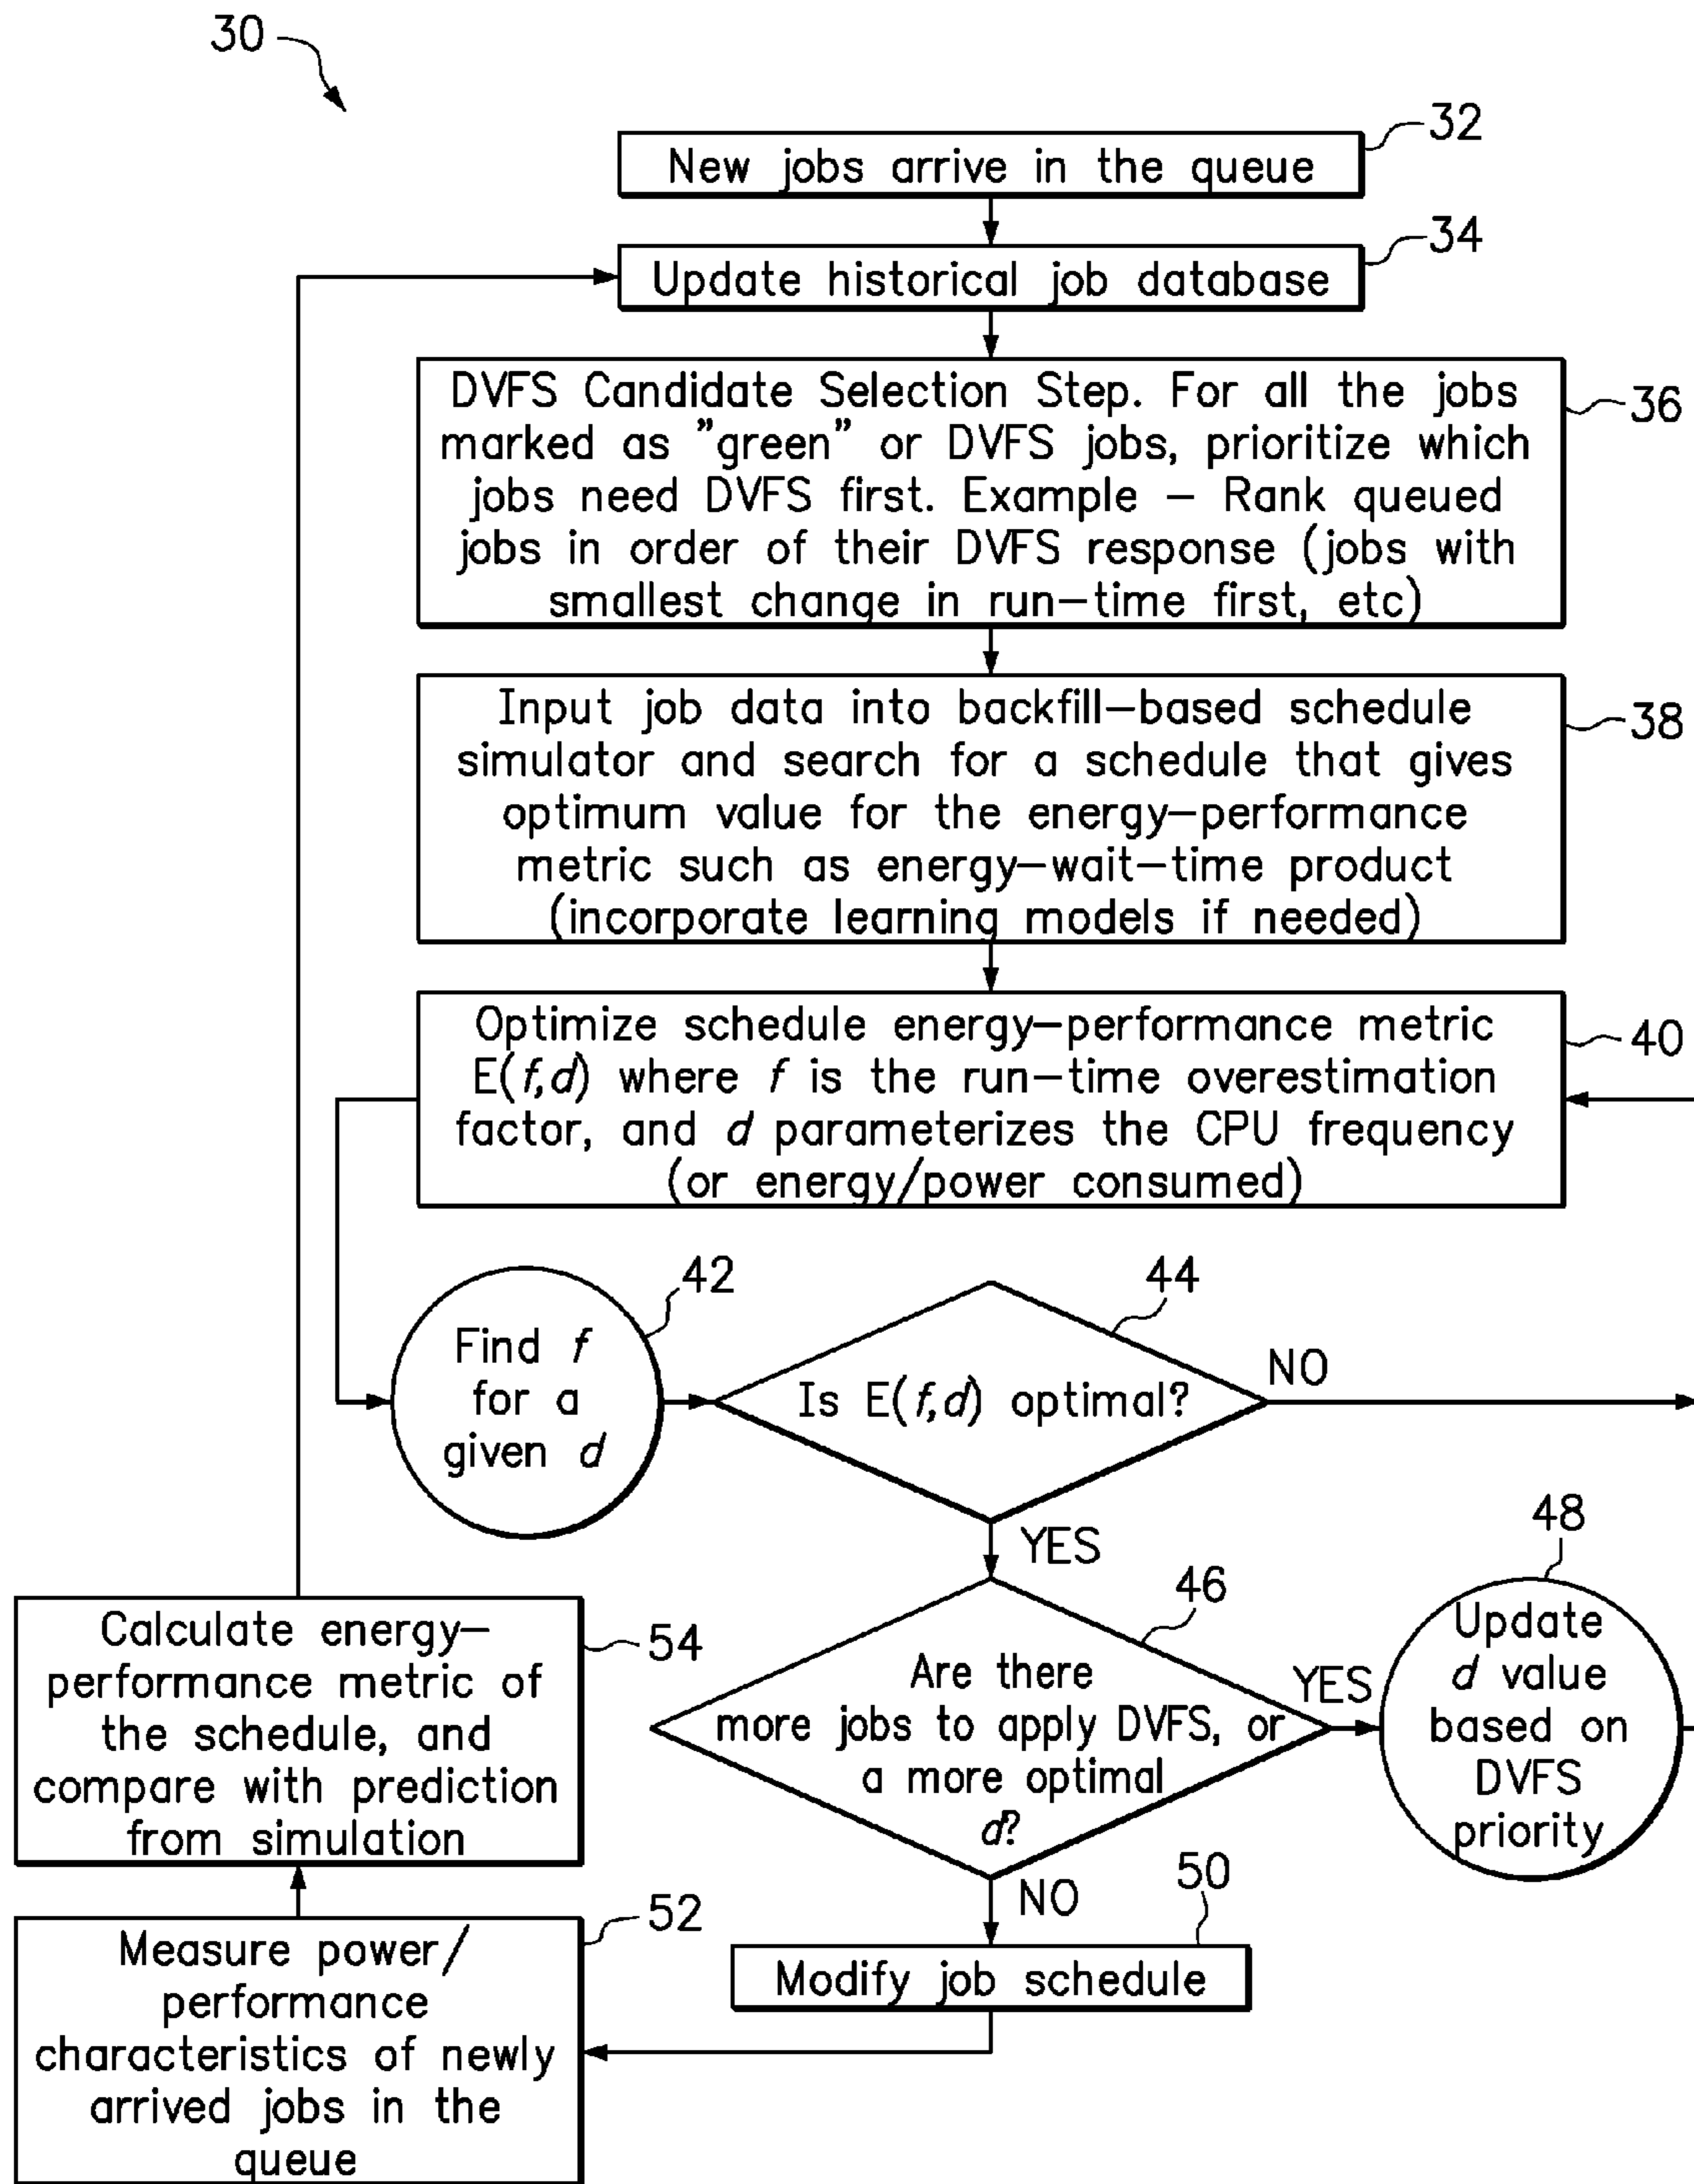 30
32
New jobs arrive in the queue
34
Update historical job database
DVFS Candidate Selection Step. For all the jobs
marked as "green" or DVFS jobs, prioritize which
jobs need DVFS first. Example – Rank queued
jobs in order of their DVFS response (jobs with
smallest change in run-time first, etc)
36
Input job data into backfill-based schedule
simulator and search for a schedule that gives
optimum value for the energy-performance
metric such as energy-wait-time product
(incorporate learning models if needed)
38
Optimize schedule energy-performance metric
E(f,d) where f is the run-time overestimation
factor, and d parameterizes the CPU frequency
(or energy/power consumed)
40
42
Find f
for a
given d
44
Is E(f,d) optimal?
NO
YES
46
Are there
more jobs to apply DVFS, or
a more optimal
d?
YES
48
Update
d value
based on
DVFS
priority
NO
50
Modify job schedule
52
Measure power/
performance
characteristics of newly
arrived jobs in the
queue
54
Calculate energy-
performance metric of
the schedule, and
compare with prediction
from simulation